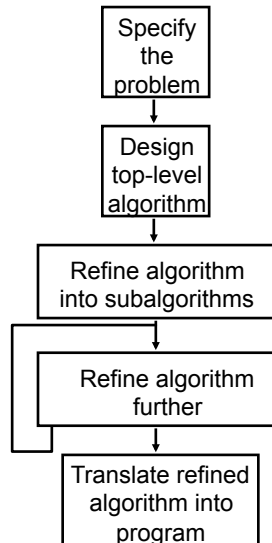 Specify
the
problem
Design
top-level
algorithm
Refine algorithm
into subalgorithms
Refine algorithm
further
Translate refined
algorithm into
program